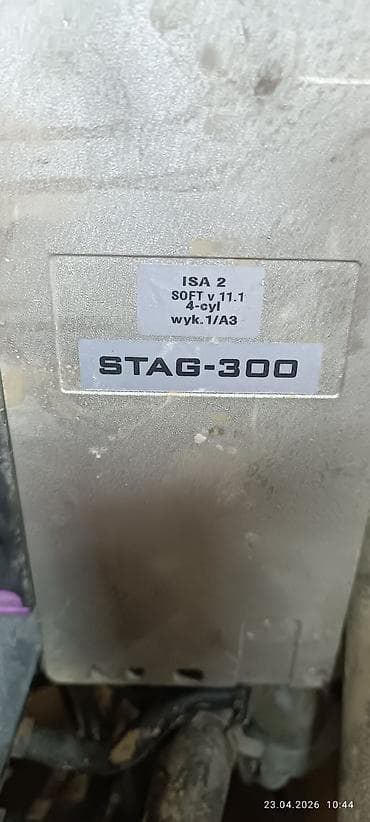 ISA 2
SOFT v 11.1
4-cyl
wyk.1/A3
STAG-300
23.04.2026 10:44